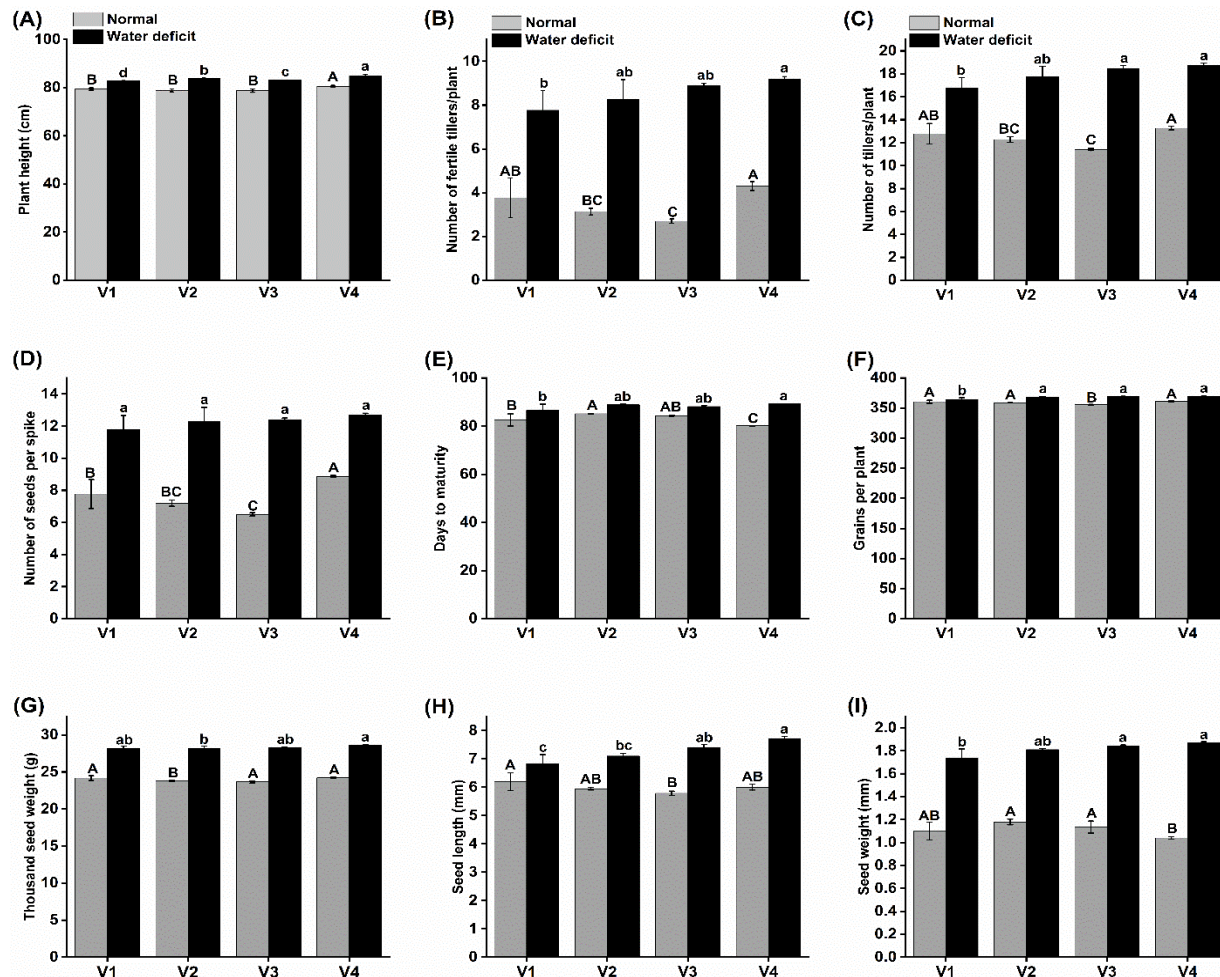 (A)
Normal
Water deficit
Plant height (cm)
100
80
60
40
20
0
B d B b B c A a
V1 V2 V3 V4
(B)
Normal
Water deficit
Number of fertile tillers/plant
10
8
6
4
2
0
AB b BC ab C ab A a
V1 V2 V3 V4
(C)
Normal
Water deficit
Number of tillers/plant
20
18
16
14
12
10
8
6
4
2
0
AB b BC ab C a A a
V1 V2 V3 V4
(D)
Number of seeds per spike
14
12
10
8
6
4
2
0
B a BC a C a A a
V1 V2 V3 V4
(E)
Days to maturity
100
80
60
40
20
0
B b A ab AB ab C a
V1 V2 V3 V4
(F)
Grains per plant
400
350
300
250
200
150
100
50
0
A b A a B a A a
V1 V2 V3 V4
(G)
Thousand seed weight (g)
30
25
20
15
10
5
0
A ab B b A ab A a
V1 V2 V3 V4
(H)
Seed length (mm)
8
7
6
5
4
3
2
1
0
A c AB bc B ab AB a
V1 V2 V3 V4
(I)
Seed weight (mm)
2.0
1.8
1.6
1.4
1.2
1.0
0.8
0.6
0.4
0.2
0.0
AB b A ab A a B a
V1 V2 V3 V4